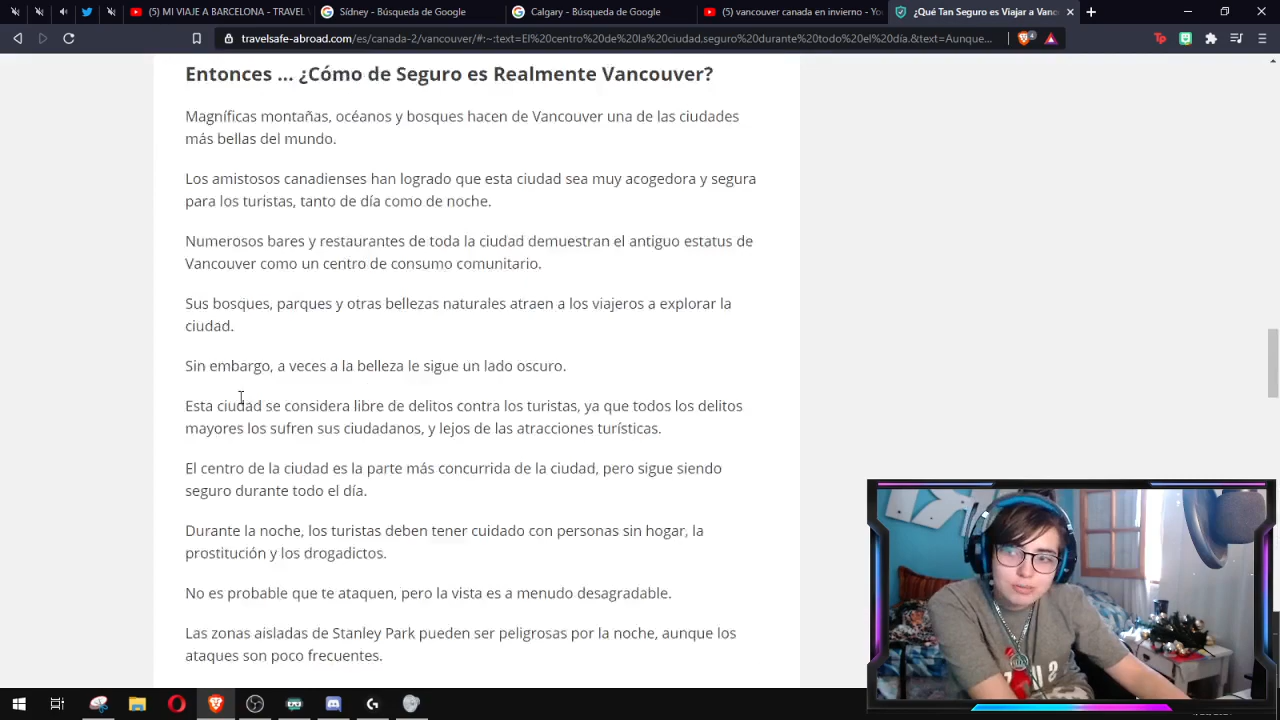 (5) MI VIAJE A BARCELONA - TRAVEL
Sídney - Búsqueda de Google
Calgary - Búsqueda de Google
(5) vancouver canada en invierno - Yo
¿Qué Tan Seguro es Viajar a Vanc
travelsafe-abroad.com/es/canada-2/vancouver/#:~:text=El%20centro%20de%20la%20ciudad,seguro%20durante%20todo%20el%20día.&text=Aunque...
Entonces ... ¿Cómo de Seguro es Realmente Vancouver?
Magníficas montañas, océanos y bosques hacen de Vancouver una de las ciudades
más bellas del mundo.
Los amistosos canadienses han logrado que esta ciudad sea muy acogedora y segura
para los turistas, tanto de día como de noche.
Numerosos bares y restaurantes de toda la ciudad demuestran el antiguo estatus de
Vancouver como un centro de consumo comunitario.
Sus bosques, parques y otras bellezas naturales atraen a los viajeros a explorar la
ciudad.
Sin embargo, a veces a la belleza le sigue un lado oscuro.
Esta ciudad se considera libre de delitos contra los turistas, ya que todos los delitos
mayores los sufren sus ciudadanos, y lejos de las atracciones turísticas.
El centro de la ciudad es la parte más concurrida de la ciudad, pero sigue siendo
seguro durante todo el día.
Durante la noche, los turistas deben tener cuidado con personas sin hogar, la
prostitución y los drogadictos.
No es probable que te ataquen, pero la vista es a menudo desagradable.
Las zonas aisladas de Stanley Park pueden ser peligrosas por la noche, aunque los
ataques son poco frecuentes.